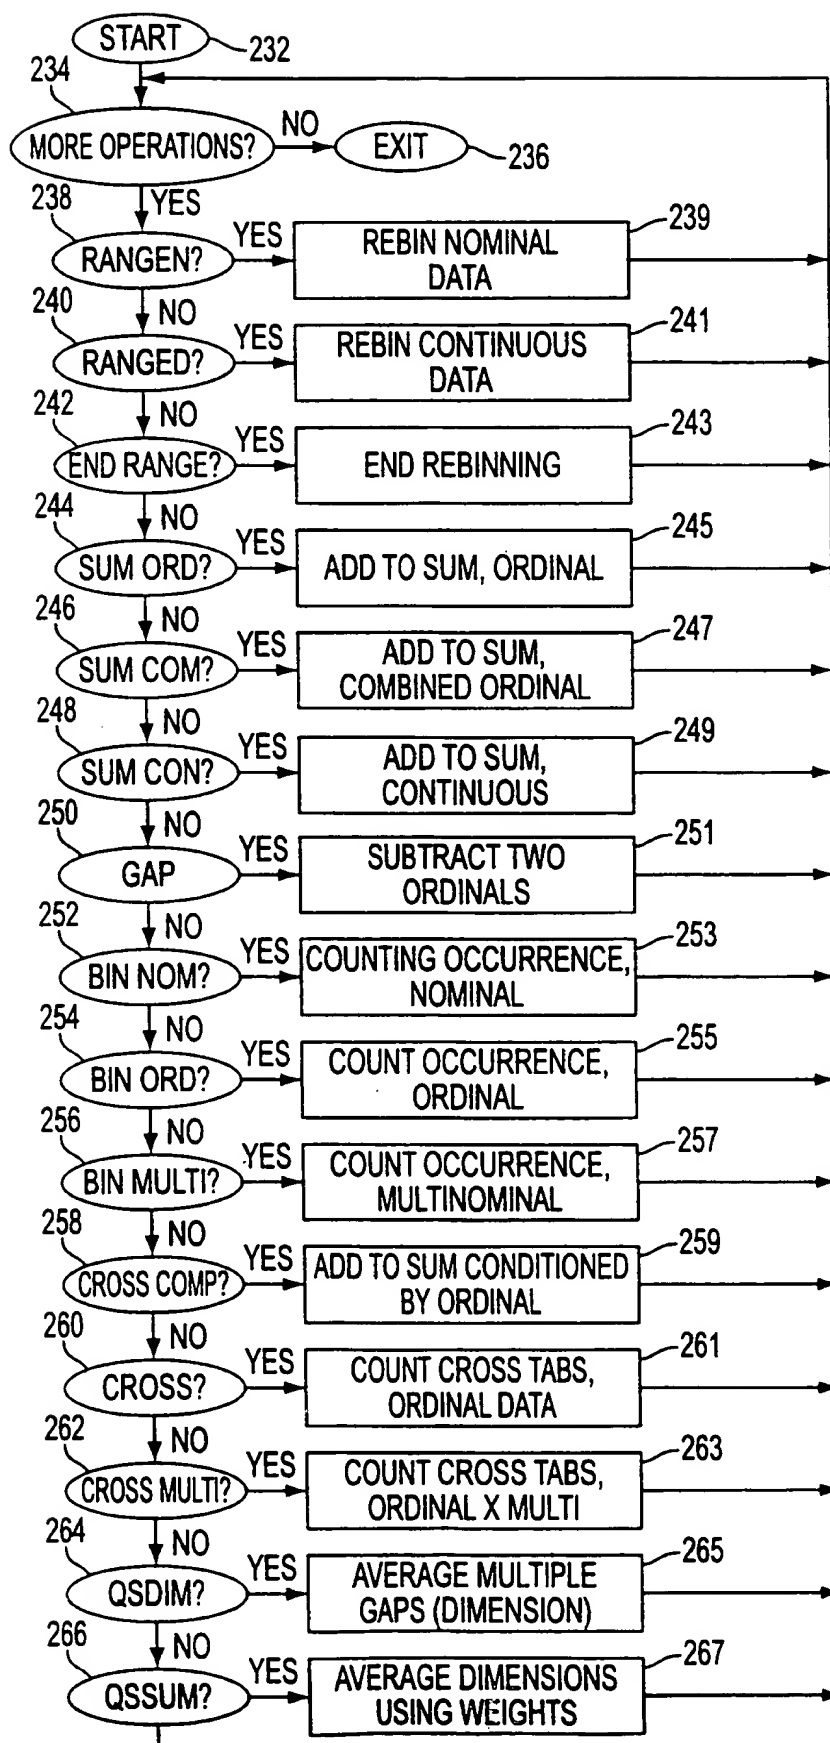 START
232
234
MORE OPERATIONS?
NO
EXIT
236
YES
238
RANGEN?
YES
REBIN NOMINAL
DATA
239
NO
240
RANGED?
YES
REBIN CONTINUOUS
DATA
241
NO
242
END RANGE?
YES
END REBINNING
243
NO
244
SUM ORD?
YES
ADD TO SUM, ORDINAL
245
NO
246
SUM COM?
YES
ADD TO SUM,
COMBINED ORDINAL
247
NO
248
SUM CON?
YES
ADD TO SUM,
CONTINUOUS
249
NO
250
GAP
YES
SUBTRACT TWO
ORDINALS
251
NO
252
BIN NOM?
YES
COUNTING OCCURRENCE,
NOMINAL
253
NO
254
BIN ORD?
YES
COUNT OCCURRENCE,
ORDINAL
255
NO
256
BIN MULTI?
YES
COUNT OCCURRENCE,
MULTINOMINAL
257
NO
258
CROSS COMP?
YES
ADD TO SUM CONDITIONED
BY ORDINAL
259
NO
260
CROSS?
YES
COUNT CROSS TABS,
ORDINAL DATA
261
NO
262
CROSS MULTI?
YES
COUNT CROSS TABS,
ORDINAL X MULTI
263
NO
264
QSDIM?
YES
AVERAGE MULTIPLE
GAPS (DIMENSION)
265
NO
266
QSSUM?
YES
AVERAGE DIMENSIONS
USING WEIGHTS
267